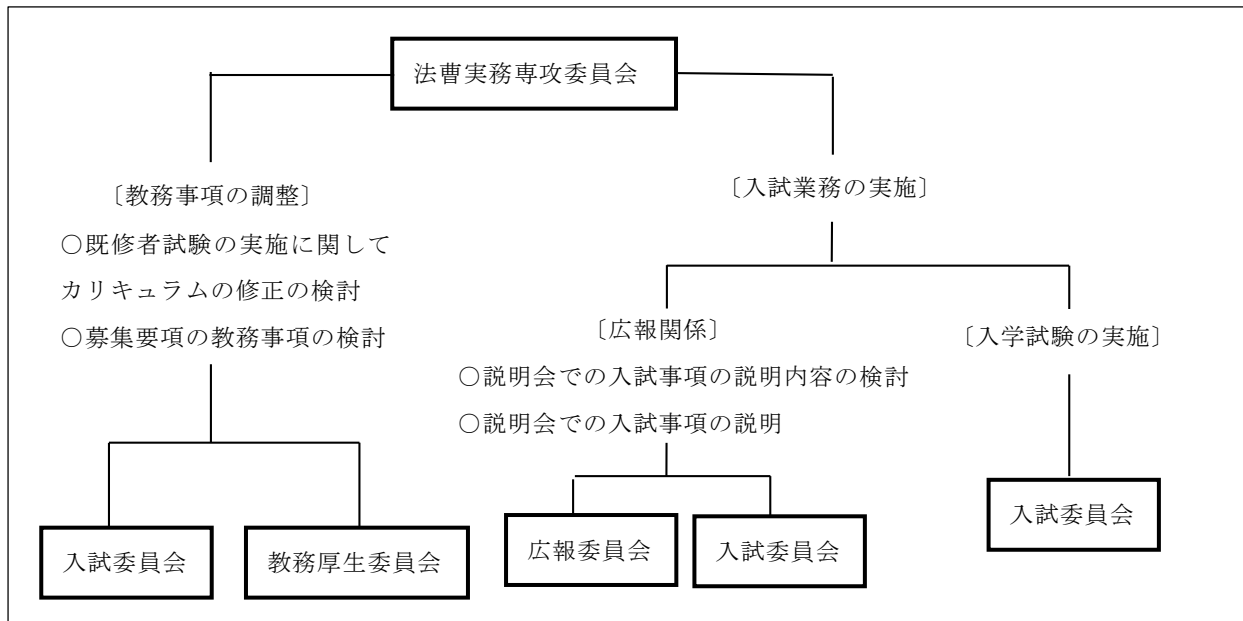 法曹実務専攻委員会
〔教務事項の調整〕
○既修者試験の実施に関して
カリキュラムの修正の検討
○募集要項の教務事項の検討
入試委員会
教務厚生委員会
〔入試業務の実施〕
〔広報関係〕
○説明会での入試事項の説明内容の検討
○説明会での入試事項の説明
広報委員会
入試委員会
〔入学試験の実施〕
入試委員会